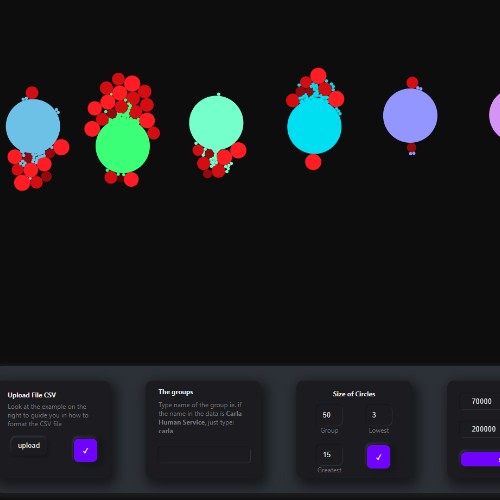 Upload File CSV
Look at the example on the
right to guide you in how to
format the CSV file
upload
✓
The groups
Type name of the group ie. if
the name in the data is Carla
Human Service, just type:
carla
Size of Circles
50
3
Group
Lowest
15
✓
Greatest
70000
200000